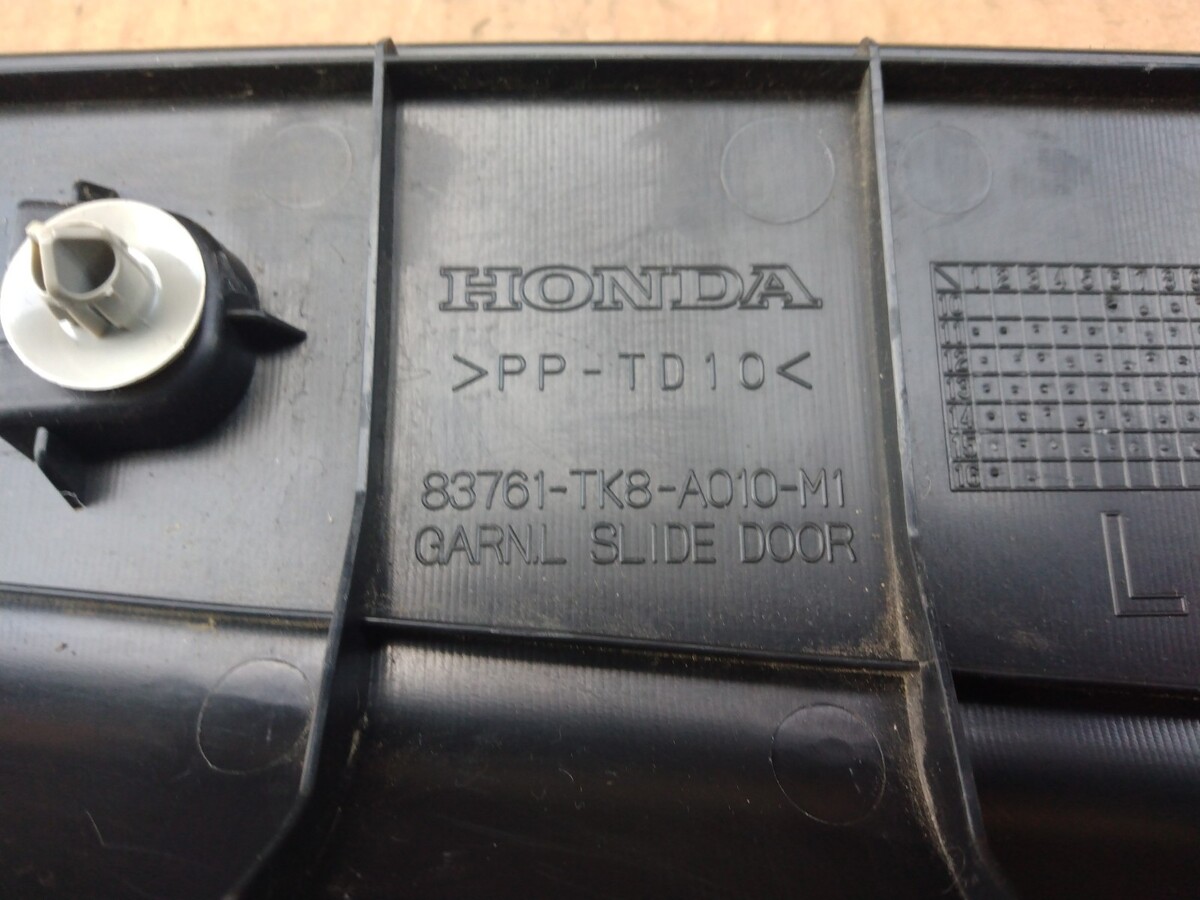 HONDA
>PP-TD10<
83761-TK8-A010-M1
GARN.L SLIDE DOOR
L